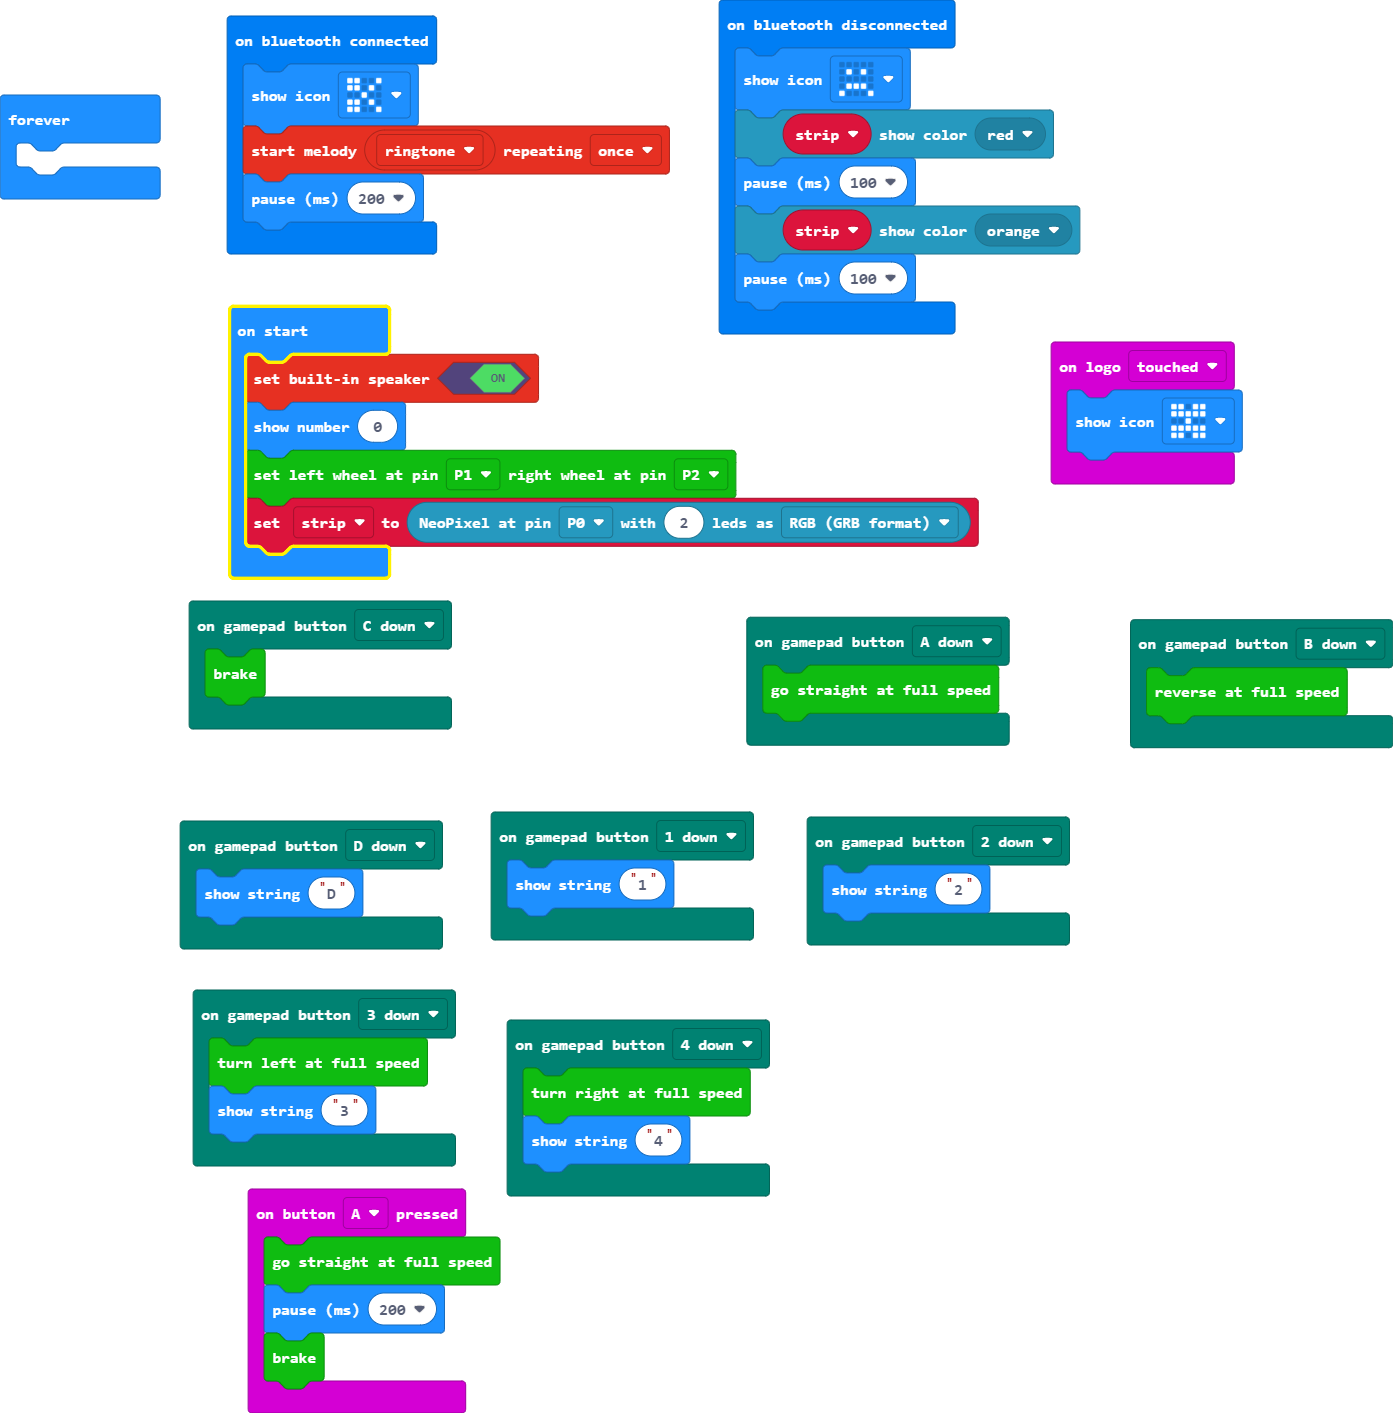 forever
on bluetooth connected
show icon
start melody ringtone repeating once
pause (ms) 200
on bluetooth disconnected
show icon
strip show color red
pause (ms) 100
strip show color orange
pause (ms) 100
on start
set built-in speaker ON
show number 0
set left wheel at pin P1 right wheel at pin P2
set strip to NeoPixel at pin P0 with 2 leds as RGB (GRB format)
on logo touched
show icon
on gamepad button C down
brake
on gamepad button A down
go straight at full speed
on gamepad button B down
reverse at full speed
on gamepad button D down
show string "D"
on gamepad button 1 down
show string "1"
on gamepad button 2 down
show string "2"
on gamepad button 3 down
turn left at full speed
show string "3"
on gamepad button 4 down
turn right at full speed
show string "4"
on button A pressed
go straight at full speed
pause (ms) 200
brake